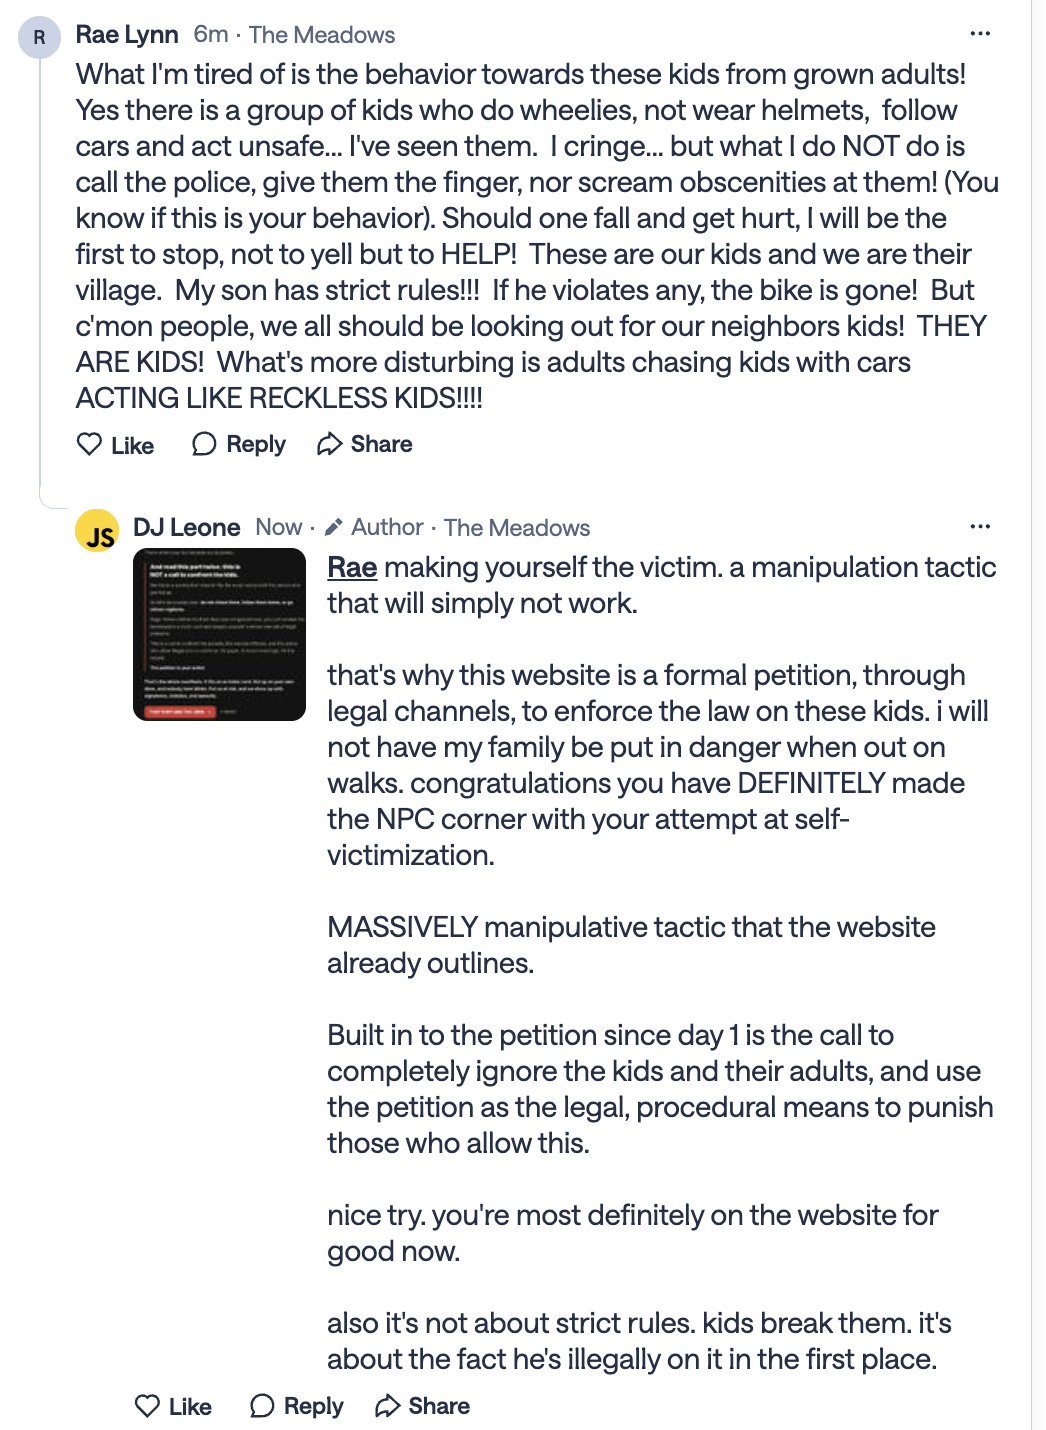 R
Rae Lynn 6m · The Meadows
What I'm tired of is the behavior towards these kids from grown adults!
Yes there is a group of kids who do wheelies, not wear helmets,  follow
cars and act unsafe... I've seen them.  I cringe... but what I do NOT do is
call the police, give them the finger, nor scream obscenities at them! (You
know if this is your behavior). Should one fall and get hurt, I will be the
first to stop, not to yell but to HELP!  These are our kids and we are their
village.  My son has strict rules!!!  If he violates any, the bike is gone!  But
c'mon people, we all should be looking out for our neighbors kids!  THEY
ARE KIDS!  What's more disturbing is adults chasing kids with cars
ACTING LIKE RECKLESS KIDS!!!!
Like Reply Share
JS
DJ Leone Now · Author · The Meadows
And read this part twice: this is
NOT a call to confront the kids.
Rae making yourself the victim. a manipulation tactic
that will simply not work.
that's why this website is a formal petition, through
legal channels, to enforce the law on these kids. i will
not have my family be put in danger when out on
walks. congratulations you have DEFINITELY made
the NPC corner with your attempt at self-
victimization.
MASSIVELY manipulative tactic that the website
already outlines.
Built in to the petition since day 1 is the call to
completely ignore the kids and their adults, and use
the petition as the legal, procedural means to punish
those who allow this.
nice try. you're most definitely on the website for
good now.
also it's not about strict rules. kids break them. it's
about the fact he's illegally on it in the first place.
Like Reply Share